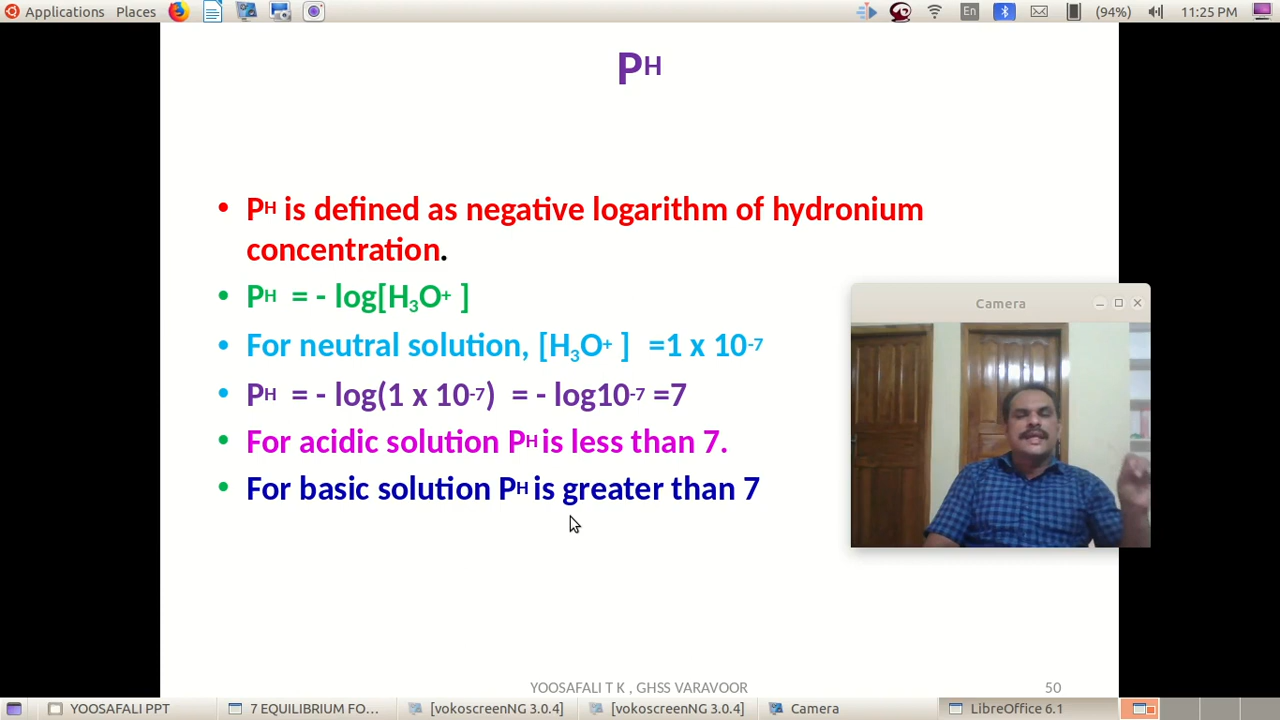 Applications Places En (94%) 11:25 PM
Pᴴ
• Pᴴ is defined as negative logarithm of hydronium
concentration.
• Pᴴ = - log[H₃O⁺ ]
• For neutral solution, [H₃O⁺ ] =1 x 10⁻⁷
• Pᴴ = - log(1 x 10⁻⁷) = - log10⁻⁷ =7
• For acidic solution Pᴴ is less than 7.
• For basic solution Pᴴ is greater than 7
Camera
YOOSAFALI T K , GHSS VARAVOOR 50
YOOSAFALI PPT 7 EQUILIBRIUM FO... [vokoscreenNG 3.0.4] [vokoscreenNG 3.0.4] Camera LibreOffice 6.1